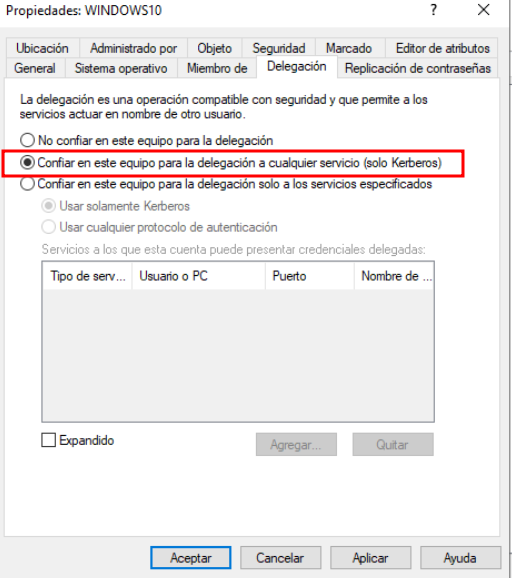 Propiedades: WINDOWS10 ? ×
Ubicación Administrado por Objeto Seguridad Marcado Editor de atributos
General Sistema operativo Miembro de Delegación Replicación de contraseñas
La delegación es una operación compatible con seguridad y que permite a los
servicios actuar en nombre de otro usuario.
No confiar en este equipo para la delegación
Confiar en este equipo para la delegación a cualquier servicio (solo Kerberos)
Confiar en este equipo para la delegación solo a los servicios especificados
Usar solamente Kerberos
Usar cualquier protocolo de autenticación
Servicios a los que esta cuenta puede presentar credenciales delegadas:
Tipo de serv... Usuario o PC Puerto Nombre de ...
Expandido Agregar... Quitar
Aceptar Cancelar Aplicar Ayuda